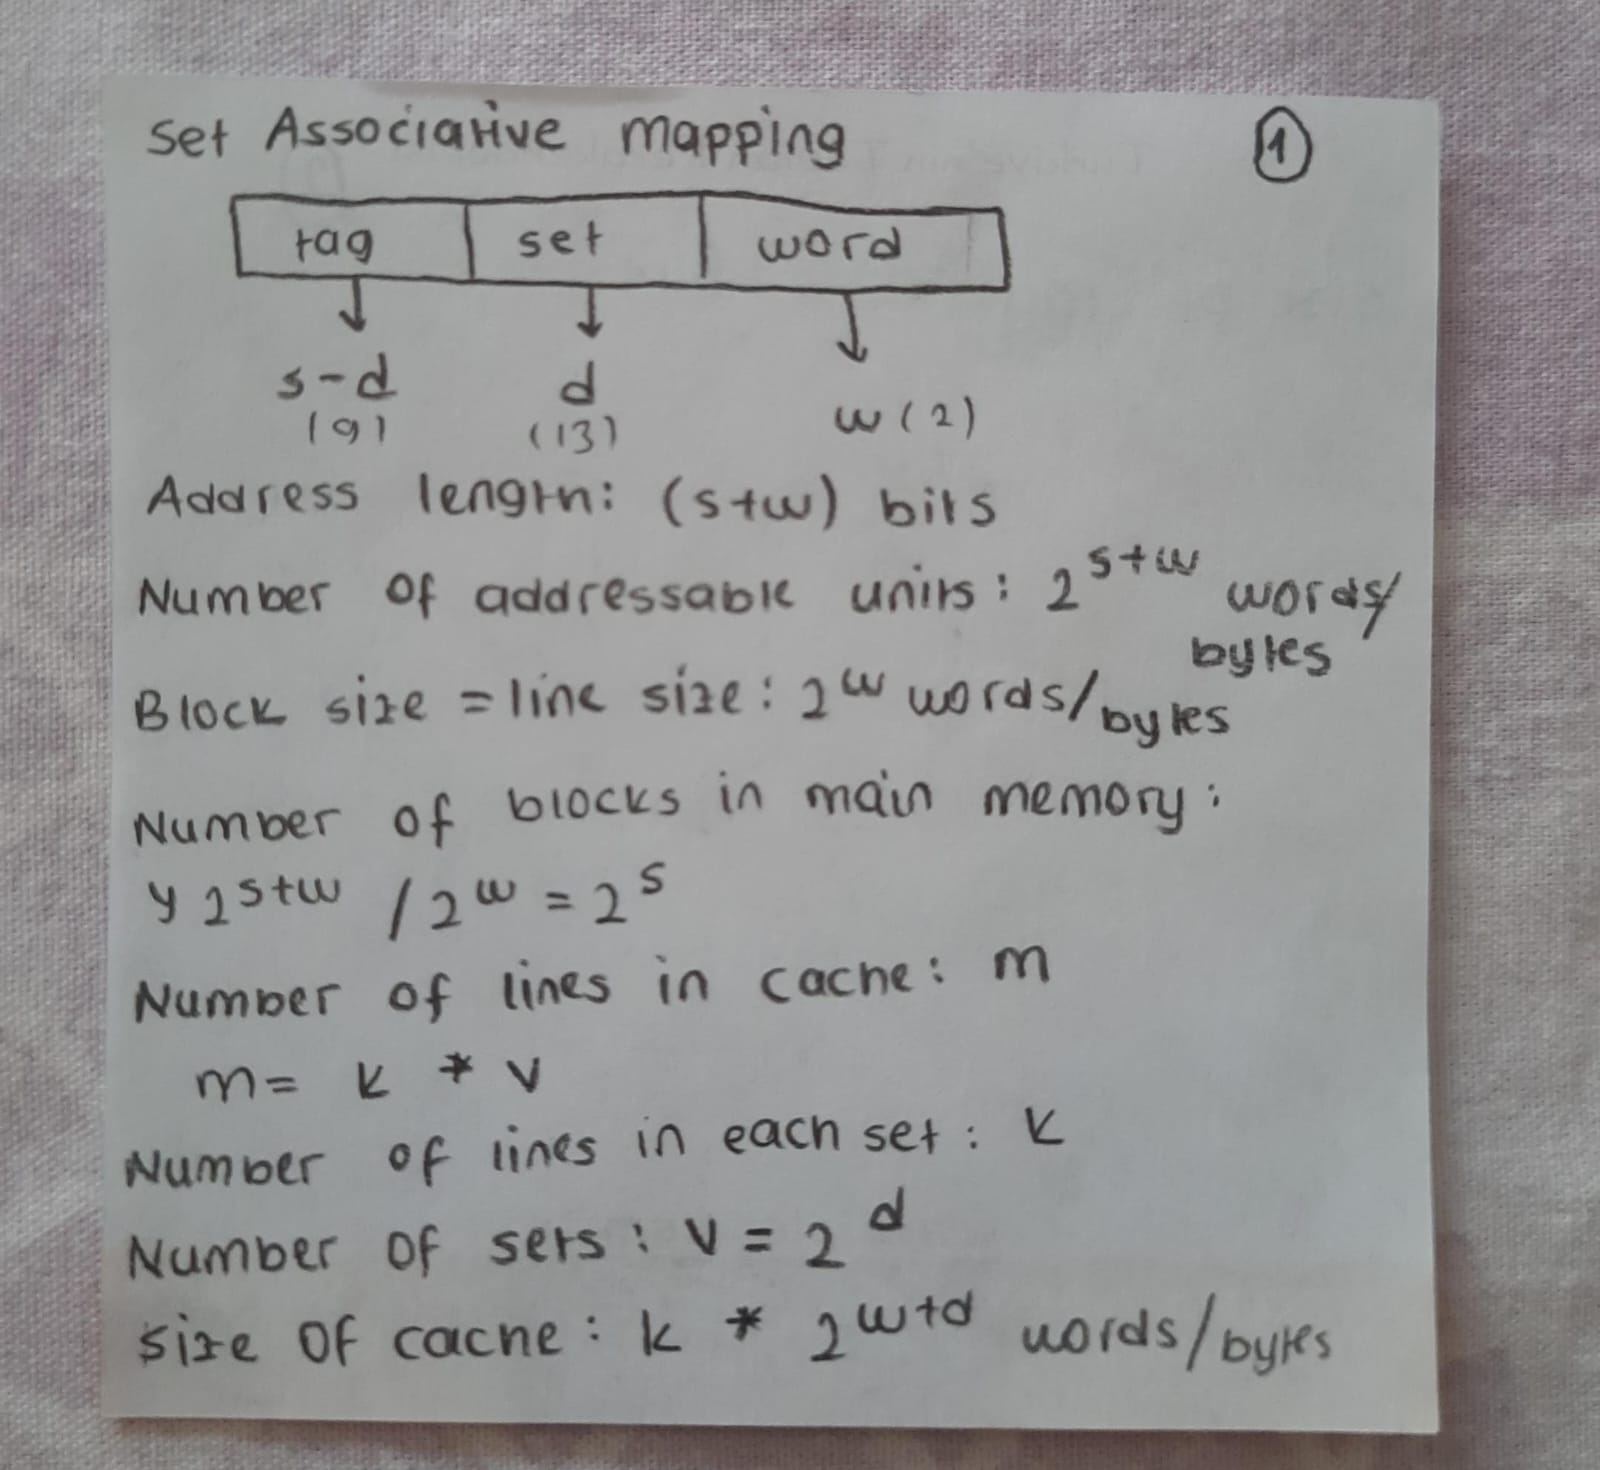 Set Associative mapping
1
tag set word
s-d d w (2)
(9) (13)
Address length: (s+w) bits
Number of addressable units: 2^s+w words/
bytes
Block size = line size: 2^w words/bytes
Number of blocks in main memory:
y 2^s+w / 2^w = 2^s
Number of lines in cache: m
m = k * v
Number of lines in each set: k
Number of sets: v = 2^d
Size of cache: k * 2^w+d words/bytes